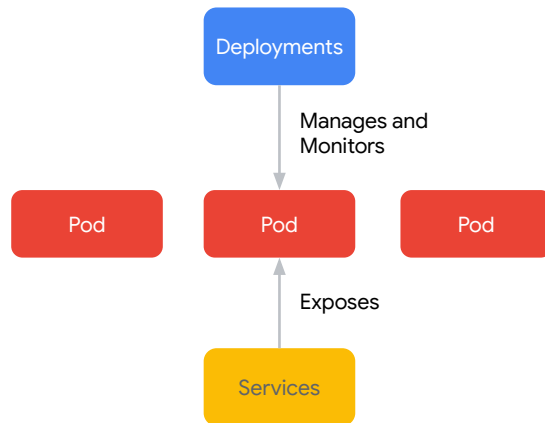 Deployments
Manages and
Monitors
Pod
Pod
Pod
Exposes
Services